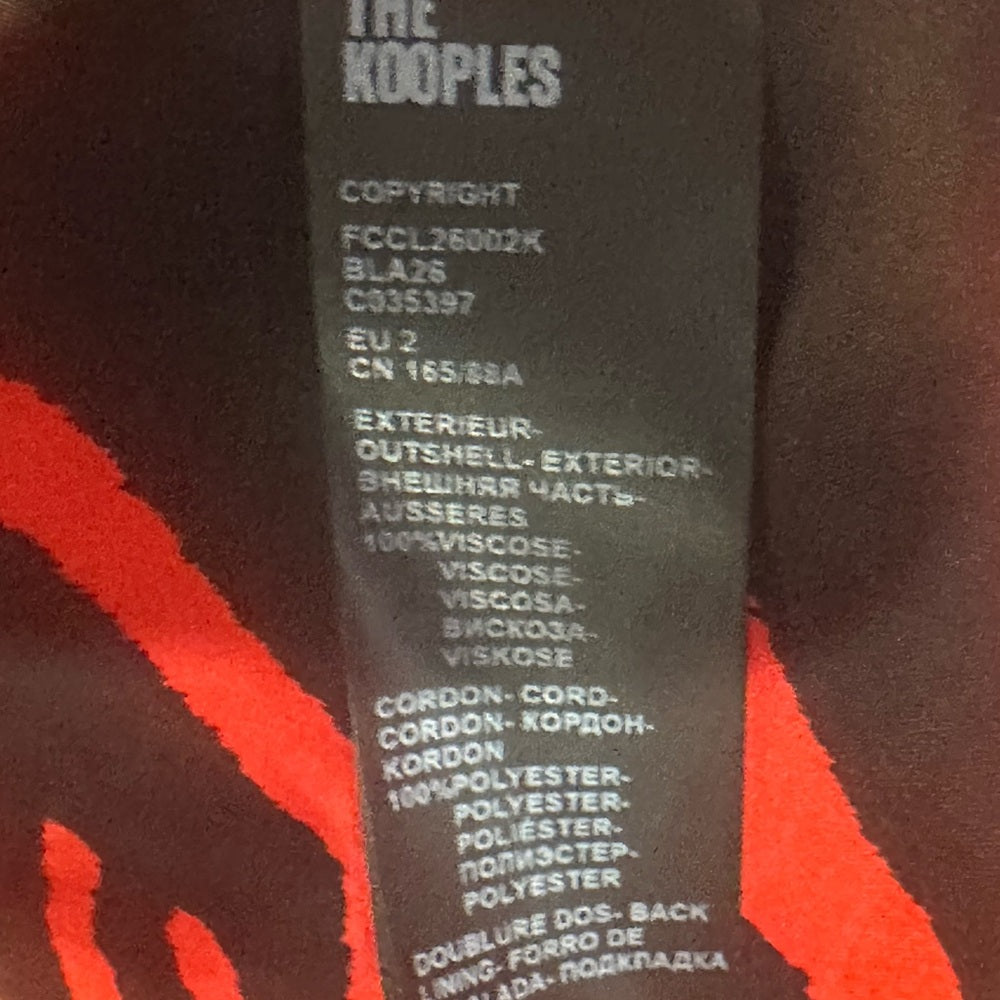 THE
KOOPLES
COPYRIGHT
FCCL26002K
BLA26
C035397
EU 2
CN 165/88A
EXTERIEUR-
OUTSHELL- EXTERIOR-
ВНЕШНЯЯ ЧАСТЬ-
AUSSERES
100%VISCOSE-
VISCOSE-
VISCOSA-
ВИСКОЗА-
VISKOSE
CORDON- CORD-
CORDON- КОРДОН-
KORDON
100%POLYESTER-
POLYESTER-
POLIÉSTER-
ПОЛИЭСТЕР-
POLYESTER
DOUBLURE DOS- BACK
LINING- FORRO DE
ПОДКЛАДКА